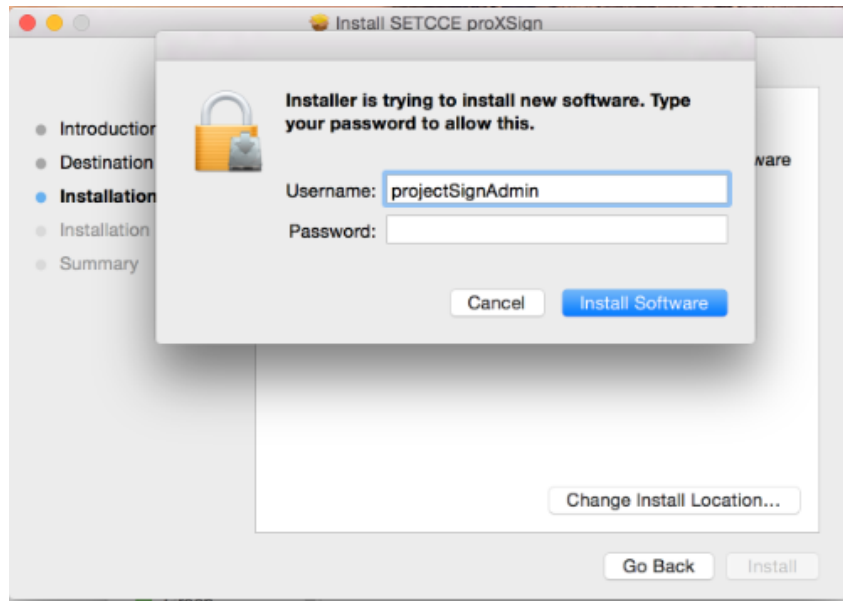 Install SETCCE proXSign
Installer is trying to install new software. Type
your password to allow this.
Username: projectSignAdmin
Password:
Cancel
Install Software
Introduction
Destination
Installation
Installation
Summary
Change Install Location...
Go Back
Install